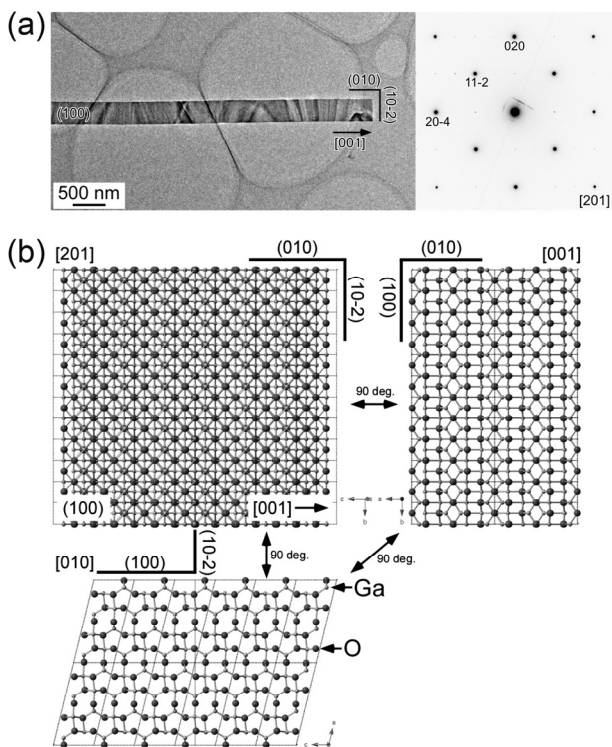 (a)
(100)
(010)
(10-2)
[001]
500 nm
020
11-2
20-4
[201]
(b)
[201]
(010)
(10-2)
(010)
[001]
(100)
90 deg.
(100)
[001]
c
a
b
a
b
[010]
(100)
(10-2)
90 deg.
90 deg.
Ga
O
a
c